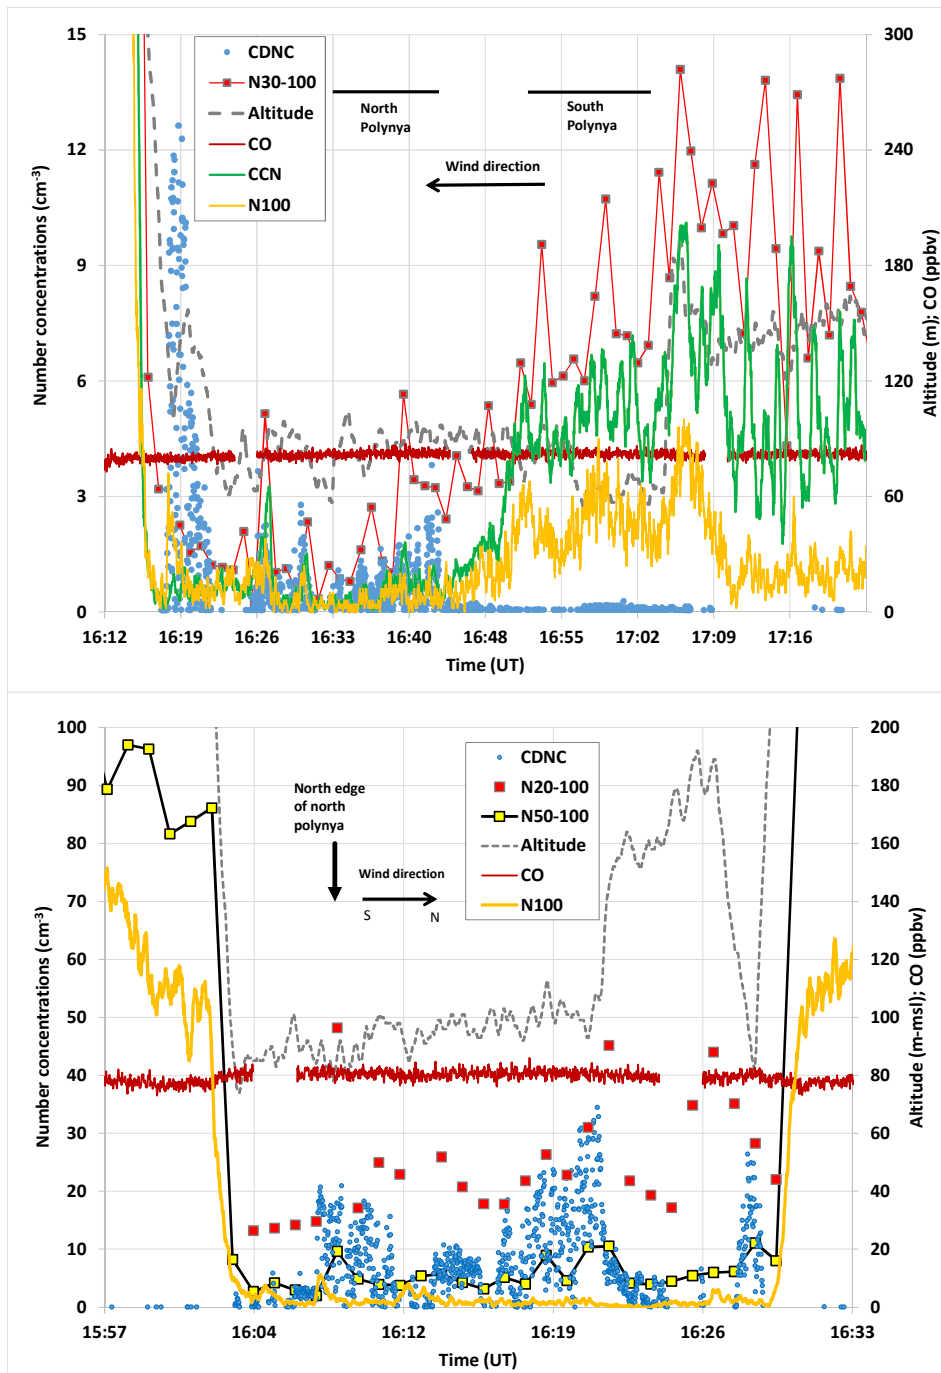 15
12
9
6
3
0
Number concentrations (cm-3)
CDNC
N30-100
Altitude
CO
CCN
N100
North
Polynya
South
Polynya
Wind direction
300
240
180
120
60
0
Altitude (m); CO (ppbv)
16:12 16:19 16:26 16:33 16:40 16:48 16:55 17:02 17:09 17:16
Time (UT)
100
90
80
70
60
50
40
30
20
10
0
Number concentrations (cm-3)
North edge
of north
polynya
Wind direction
S N
CDNC
N20-100
N50-100
Altitude
CO
N100
200
180
160
140
120
100
80
60
40
20
0
Altitude (m-msl); CO (ppbv)
15:57 16:04 16:12 16:19 16:26 16:33
Time (UT)